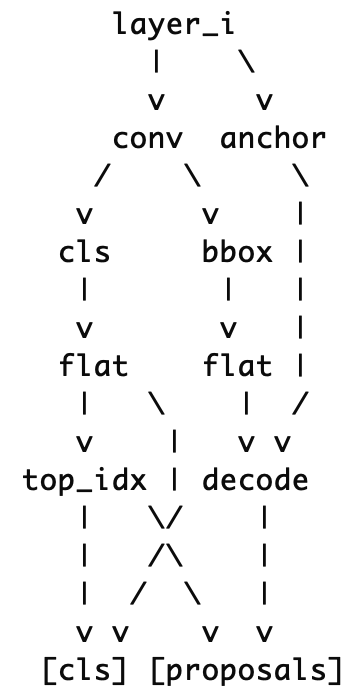 layer_i
           |    \
           v     v
         conv  anchor
        /    \     \
       v      v    |
      cls     bbox |
       |       |   |
       v       v   |
      flat    flat |
       |   \    |  /
       v    |   v v
    top_idx | decode
       |   \/    |
       |   /\    |
       |  /  \   |
       v v    v  v
     [cls] [proposals]